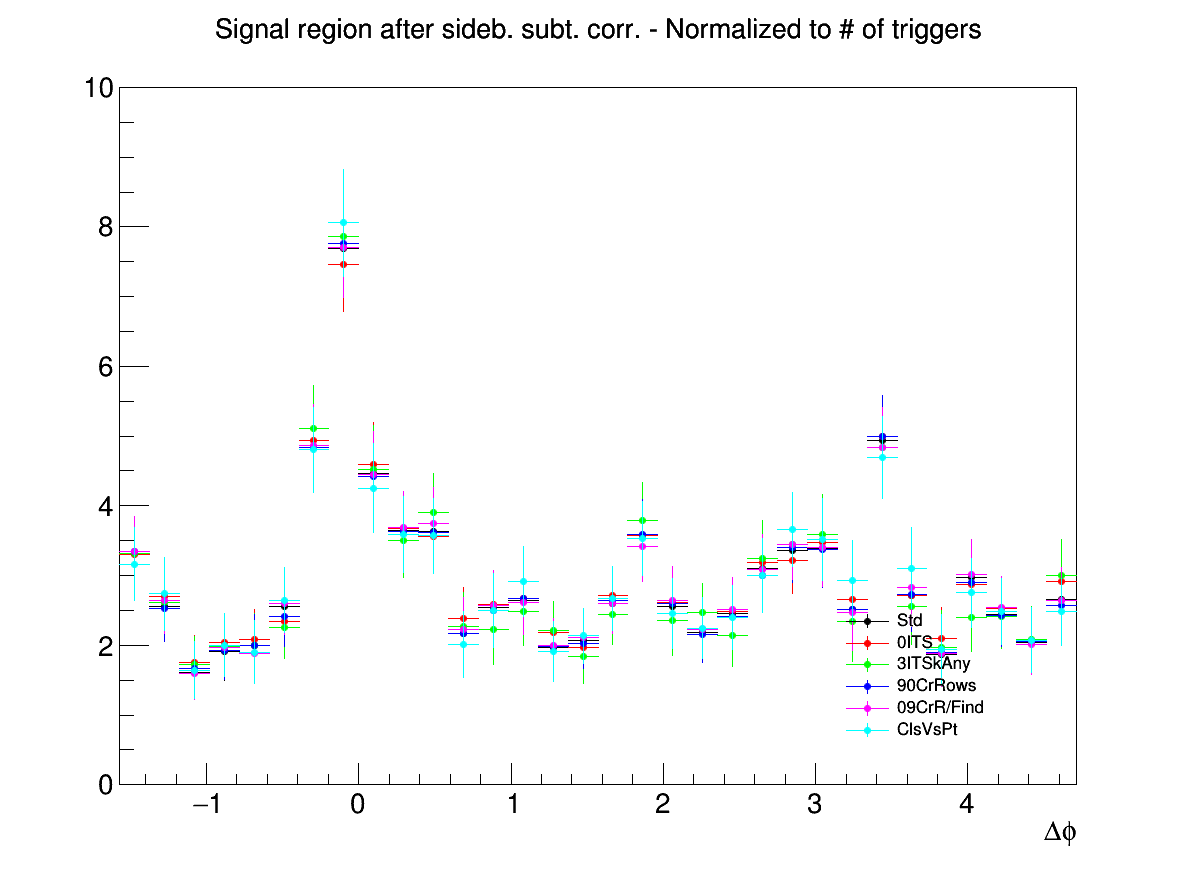 Signal region after sideb. subt. corr. - Normalized to # of triggers
10
8
6
4
2
0
Std
0ITS
3ITSkAny
90CrRows
09CrR/Find
ClsVsPt
−1 0 1 2 3 4
Δϕ